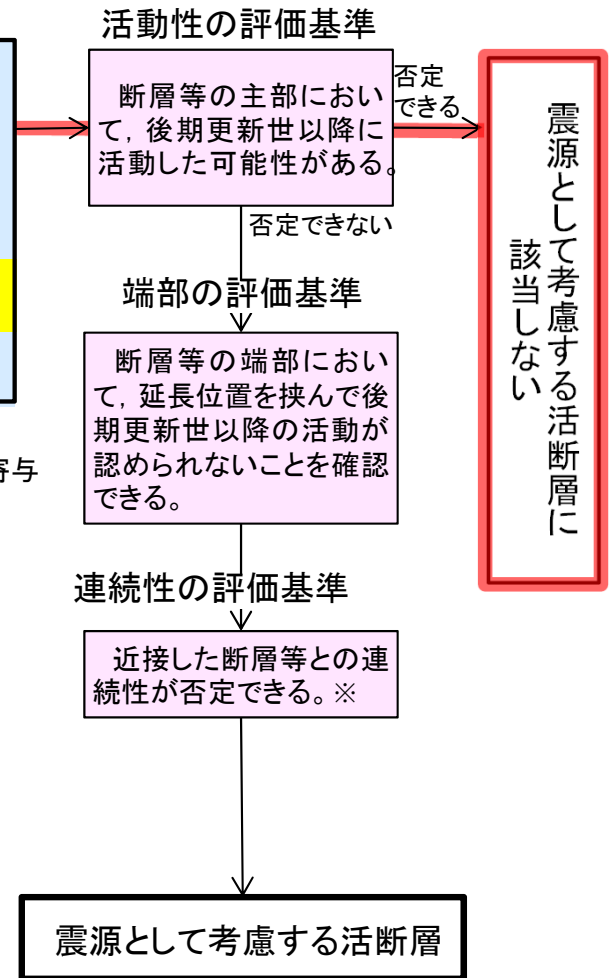 活動性の評価基準
断層等の主部におい
て，後期更新世以降に
活動した可能性がある。
否定
できる
否定できない
震源として考慮する活断層に
該当しない
端部の評価基準
断層等の端部におい
て，延長位置を挟んで後
期更新世以降の活動が
認められないことを確認
できる。
寄与
連続性の評価基準
近接した断層等との連
続性が否定できる。※
震源として考慮する活断層